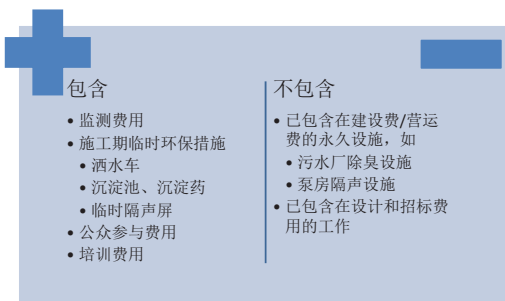 包含
• 监测费用
• 施工期临时环保措施
• 洒水车
• 沉淀池、沉淀药
• 临时隔声屏
• 公众参与费用
• 培训费用
不包含
• 已包含在建设费/营运
费的永久设施，如
• 污水厂除臭设施
• 泵房隔声设施
• 已包含在设计和招标费
用的工作